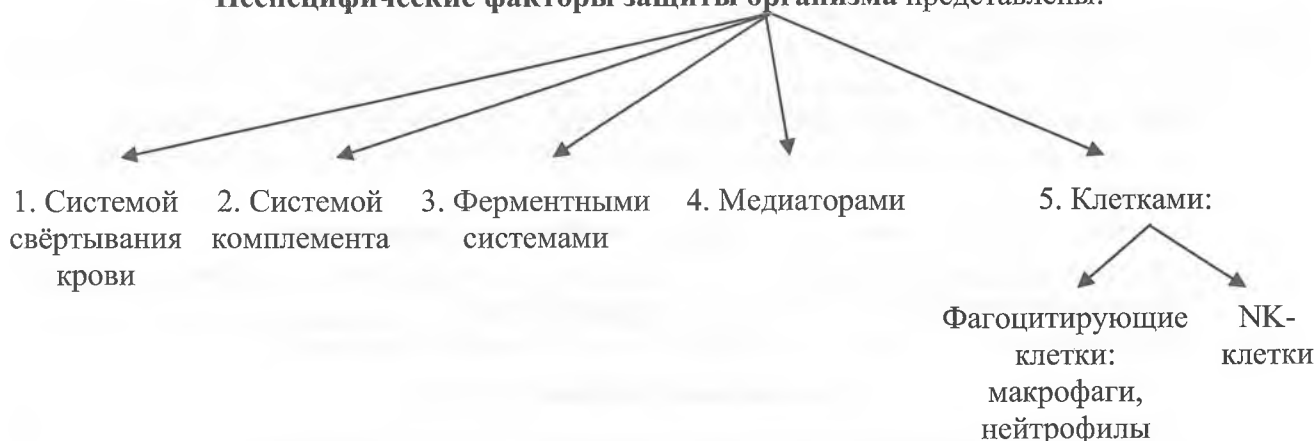 Неспецифические факторы защиты организма представлены:
1. Системой
свёртывания
крови
2. Системой
комплемента
3. Ферментными
системами
4. Медиаторами
5. Клетками:
Фагоцитирующие
клетки:
макрофаги,
нейтрофилы
NK-
клетки